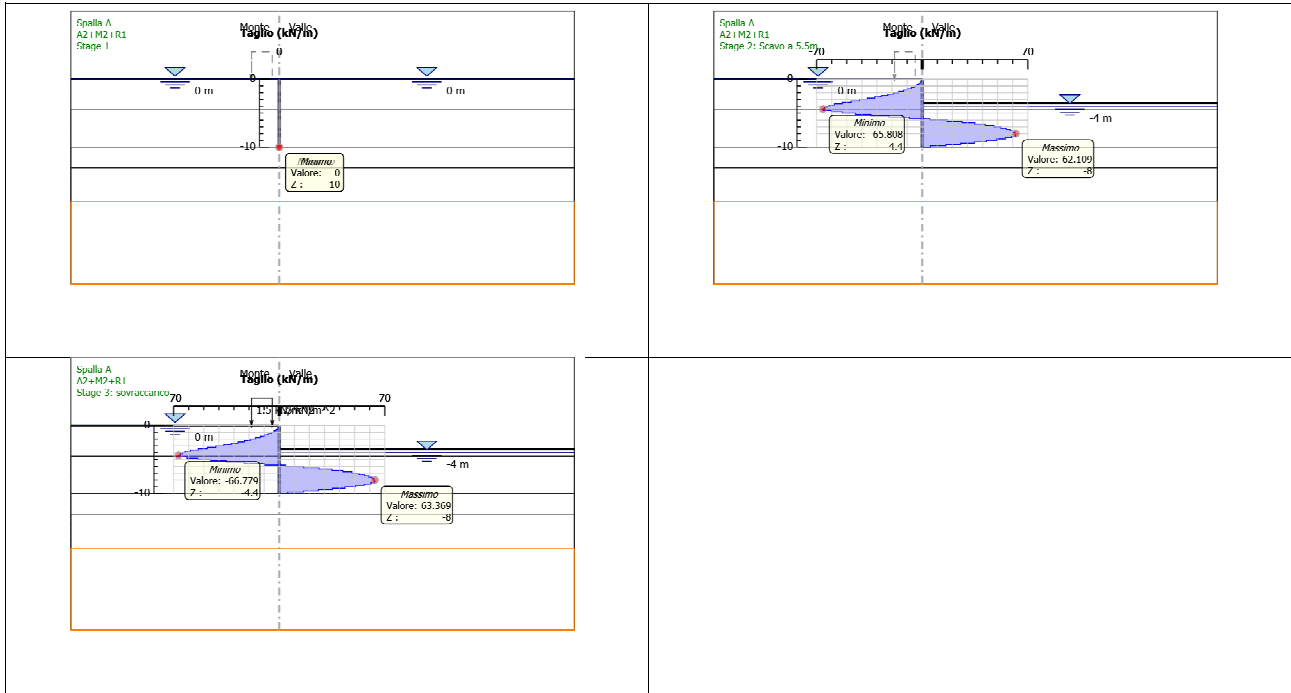 Spalla A
A2+M2+R1
Stage 1
Monte Valle
Taglio (kN/m)
0
0
0 m
0 m
-10
Massimo
Valore: 0
Z : 10
Spalla A
A2+M2+R1
Stage 2: Scavo a 5.5m
Monte Valle
Taglio (kN/m)
-70
70
0
0 m
-4 m
-10
Minimo
Valore: 65.808
Z : 4.4
Massimo
Valore: 62.109
Z : -8
Spalla A
A2+M2+R1
Stage 3: sovraccarico
Monte Valle
Taglio (kN/m)
70
70
0
0 m
-4 m
-10
Minimo
Valore: -66.779
Z : -4.4
Massimo
Valore: 63.369
Z : -8